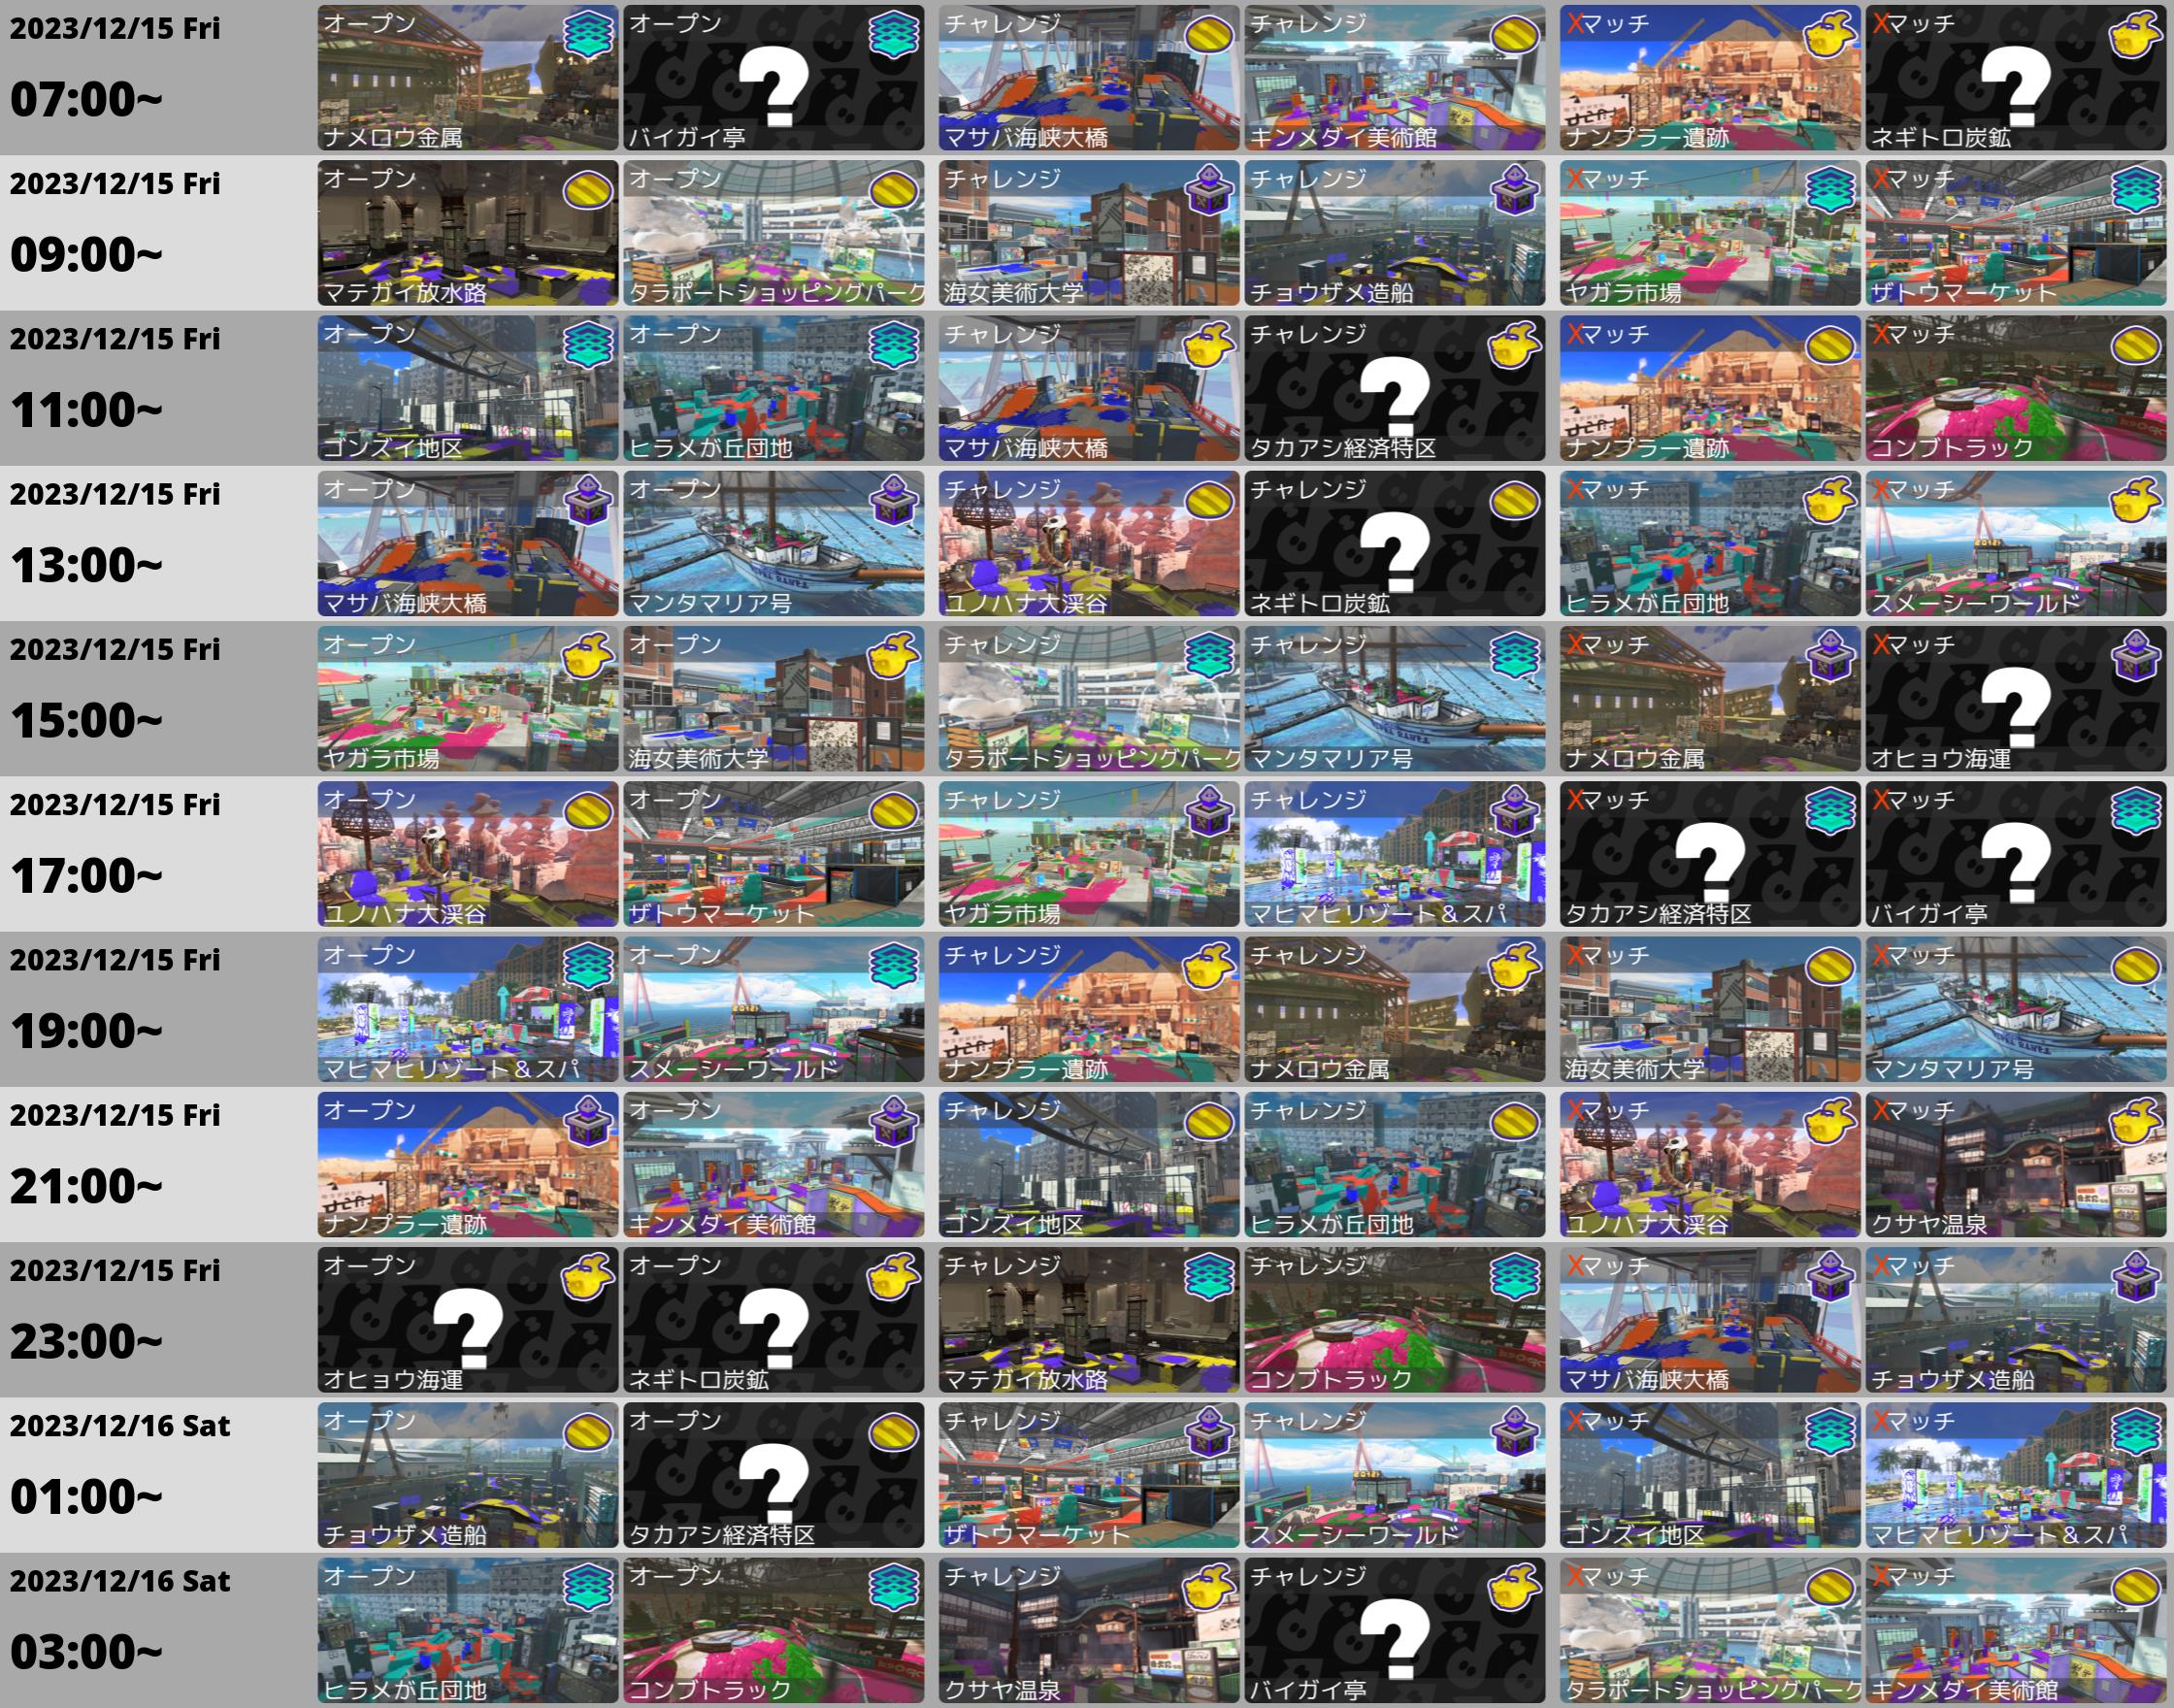 2023/12/15 Fri
07:00~
オープン
ナメロウ金属
オープン
バイガイ亭
チャレンジ
マサバ海峡大橋
チャレンジ
キンメダイ美術館
Xマッチ
ナンプラー遺跡
Xマッチ
ネギトロ炭鉱
2023/12/15 Fri
09:00~
オープン
マテガイ放水路
オープン
タラポートショッピングパーク
チャレンジ
海女美術大学
チャレンジ
チョウザメ造船
Xマッチ
ヤガラ市場
Xマッチ
ザトウマーケット
2023/12/15 Fri
11:00~
オープン
ゴンズイ地区
オープン
ヒラメが丘団地
チャレンジ
マサバ海峡大橋
チャレンジ
タカアシ経済特区
Xマッチ
ナンプラー遺跡
Xマッチ
コンブトラック
2023/12/15 Fri
13:00~
オープン
マサバ海峡大橋
オープン
マンタマリア号
チャレンジ
ユノハナ大渓谷
チャレンジ
ネギトロ炭鉱
Xマッチ
ヒラメが丘団地
Xマッチ
スメーシーワールド
2023/12/15 Fri
15:00~
オープン
ヤガラ市場
オープン
海女美術大学
チャレンジ
タラポートショッピングパーク
チャレンジ
マンタマリア号
Xマッチ
ナメロウ金属
Xマッチ
オヒョウ海運
2023/12/15 Fri
17:00~
オープン
ユノハナ大渓谷
オープン
ザトウマーケット
チャレンジ
ヤガラ市場
チャレンジ
マヒマヒリゾート＆スパ
Xマッチ
タカアシ経済特区
Xマッチ
バイガイ亭
2023/12/15 Fri
19:00~
オープン
マヒマヒリゾート＆スパ
オープン
スメーシーワールド
チャレンジ
ナンプラー遺跡
チャレンジ
ナメロウ金属
Xマッチ
海女美術大学
Xマッチ
マンタマリア号
2023/12/15 Fri
21:00~
オープン
ナンプラー遺跡
オープン
キンメダイ美術館
チャレンジ
ゴンズイ地区
チャレンジ
ヒラメが丘団地
Xマッチ
ユノハナ大渓谷
Xマッチ
クサヤ温泉
2023/12/15 Fri
23:00~
オープン
オヒョウ海運
オープン
ネギトロ炭鉱
チャレンジ
マテガイ放水路
チャレンジ
コンブトラック
Xマッチ
マサバ海峡大橋
Xマッチ
チョウザメ造船
2023/12/16 Sat
01:00~
オープン
チョウザメ造船
オープン
タカアシ経済特区
チャレンジ
ザトウマーケット
チャレンジ
スメーシーワールド
Xマッチ
ゴンズイ地区
Xマッチ
マヒマヒリゾート＆スパ
2023/12/16 Sat
03:00~
オープン
ヒラメが丘団地
オープン
コンブトラック
チャレンジ
クサヤ温泉
チャレンジ
バイガイ亭
Xマッチ
タラポートショッピングパーク
Xマッチ
キンメダイ美術館